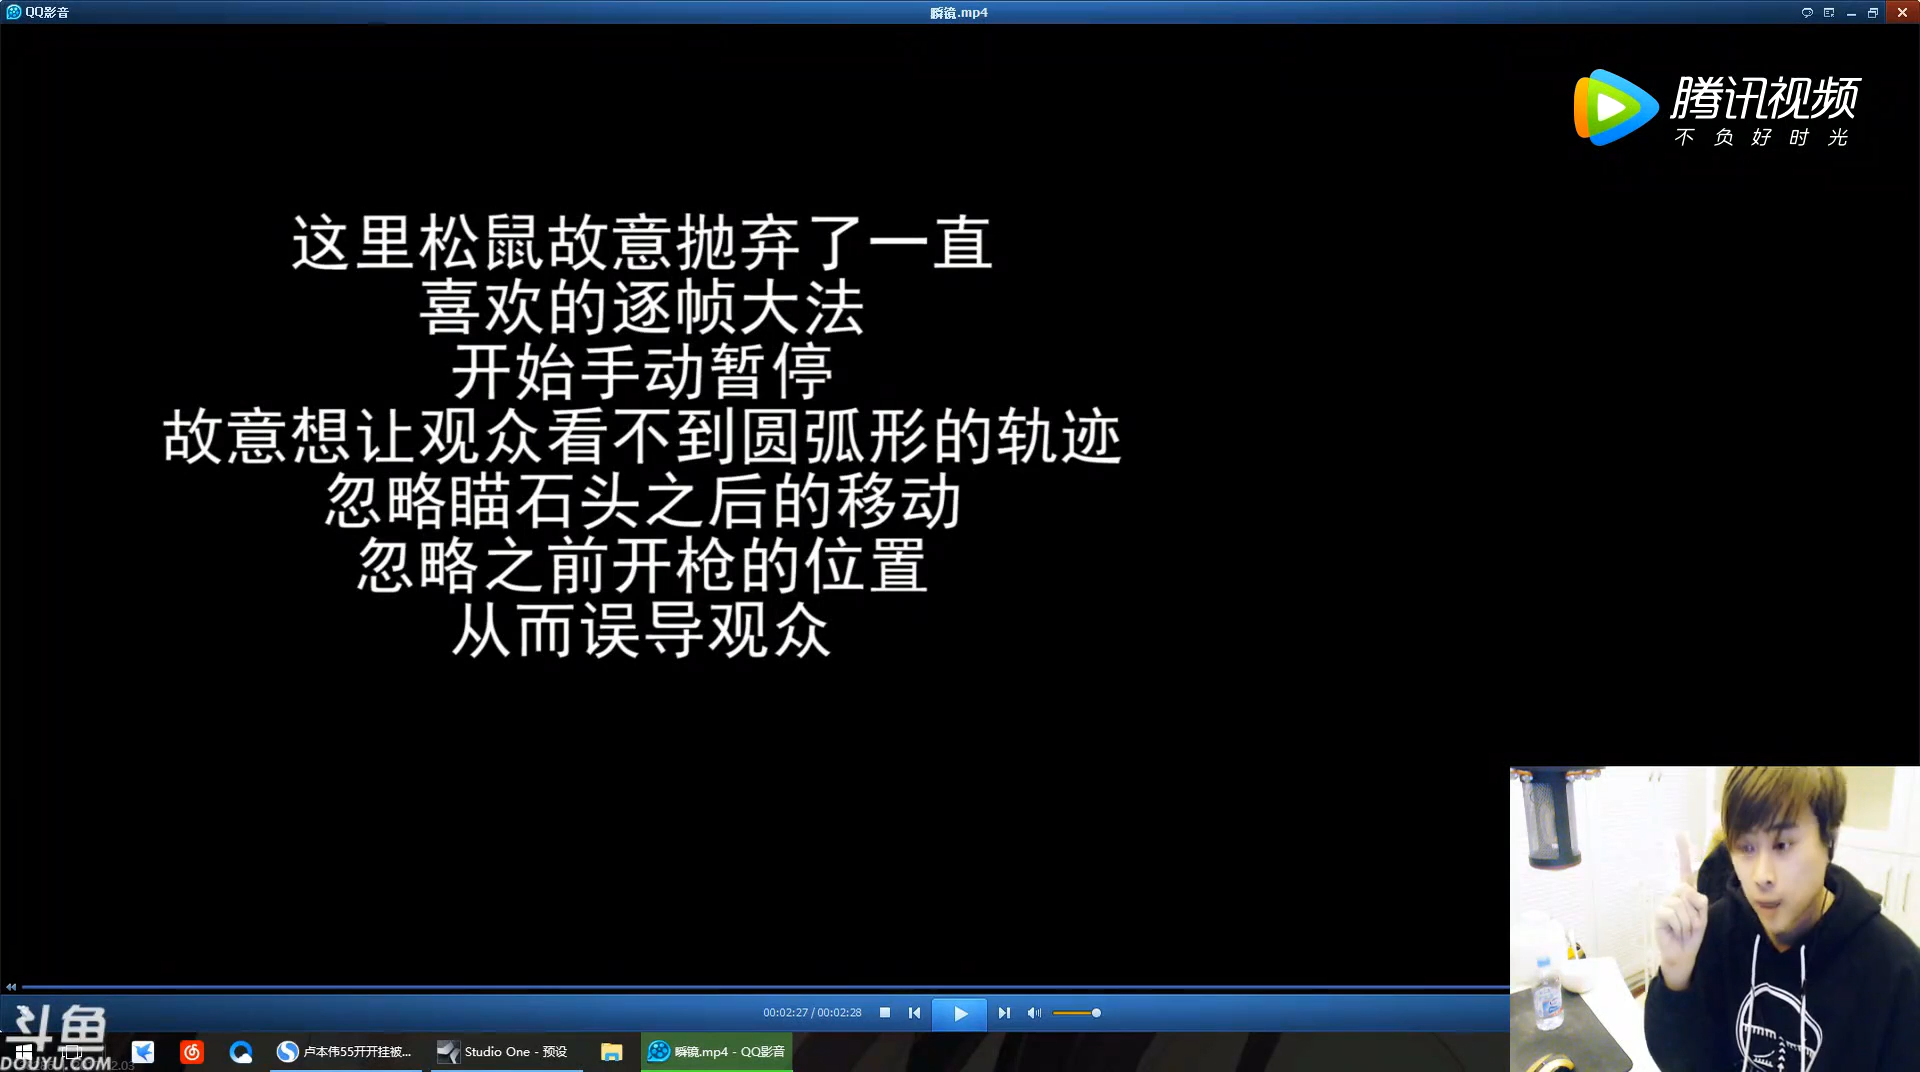 QQ影音
瞬镜.mp4
腾讯视频
不负好时光
这里松鼠故意抛弃了一直
喜欢的逐帧大法
开始手动暂停
故意想让观众看不到圆弧形的轨迹
忽略瞄石头之后的移动
忽略之前开枪的位置
从而误导观众
00:02:27 / 00:02:28
斗鱼
DOUYU.COM
卢本伟55开开挂被...
Studio One - 预设
瞬镜.mp4 - QQ影音